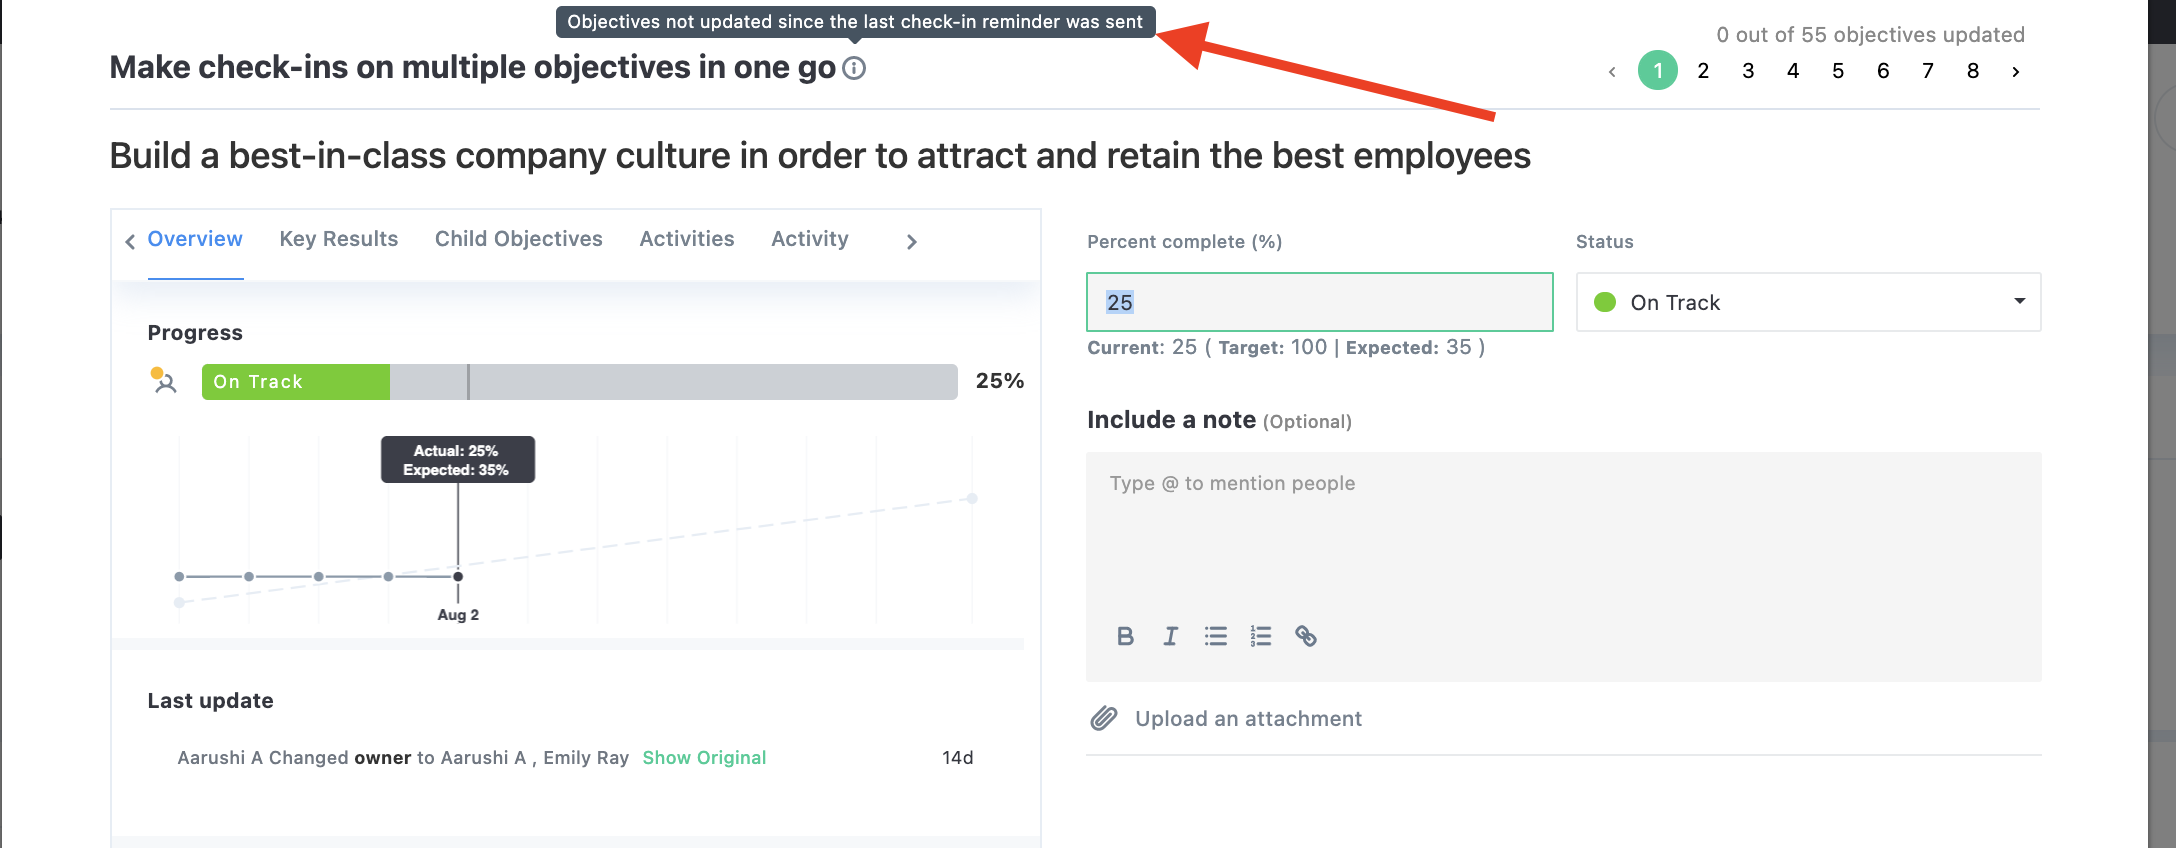 Objectives not updated since the last check-in reminder was sent
0 out of 55 objectives updated
Make check-ins on multiple objectives in one go
1 2 3 4 5 6 7 8
Build a best-in-class company culture in order to attract and retain the best employees
Overview Key Results Child Objectives Activities Activity
Progress
On Track 25%
Actual: 25%
Expected: 35%
Aug 2
Last update
Aarushi A Changed owner to Aarushi A , Emily Ray Show Original 14d
Percent complete (%) Status
25 On Track
Current: 25 ( Target: 100 | Expected: 35 )
Include a note (Optional)
Type @ to mention people
B I
Upload an attachment